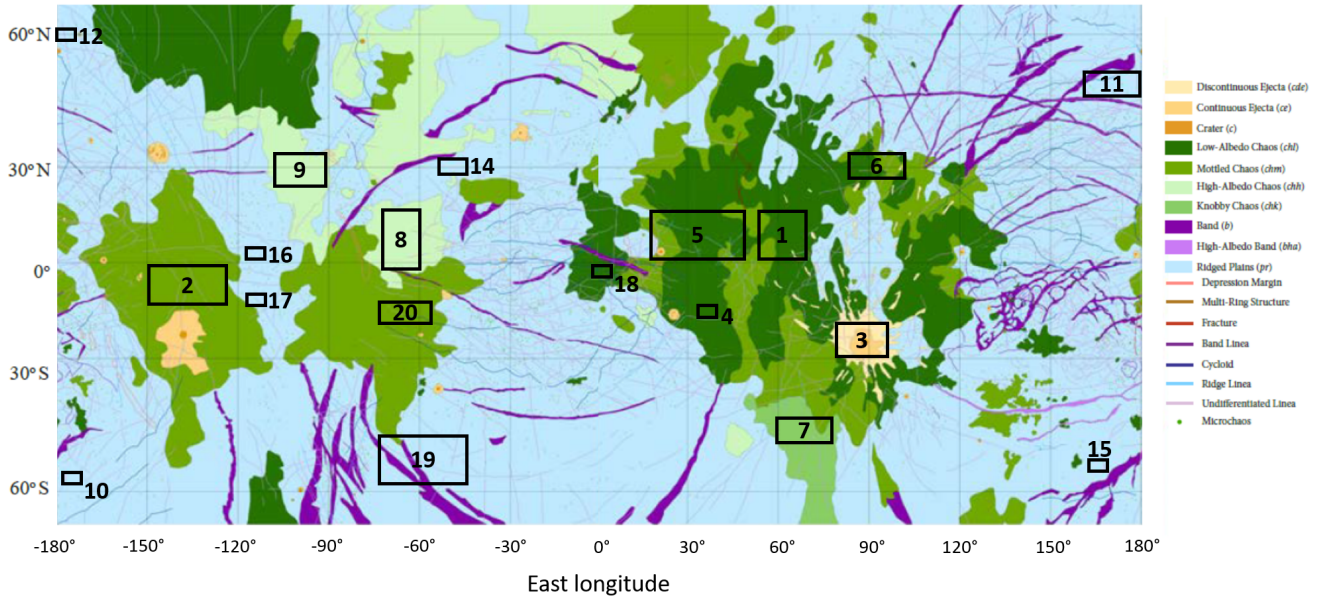 60° N
30° N
0°
30° S
60° S
12
11
9
14
6
8
5
1
16
2
17
18
20
4
3
7
19
15
10
-180°
-150°
-120°
-90°
-60°
-30°
0°
30°
60°
90°
120°
150°
180°
East longitude
Discontinuous Ejecta (cde)
Continuous Ejecta (ce)
Crater (c)
Low-Albedo Chaos (chl)
Mottled Chaos (chm)
High-Albedo Chaos (chh)
Knobby Chaos (chk)
Band (b)
High-Albedo Band (bha)
Ridged Plains (pr)
Depression Margin
Multi-Ring Structure
Fracture
Band Linea
Cycloid
Ridge Linea
Undifferentiated Linea
Microchaos